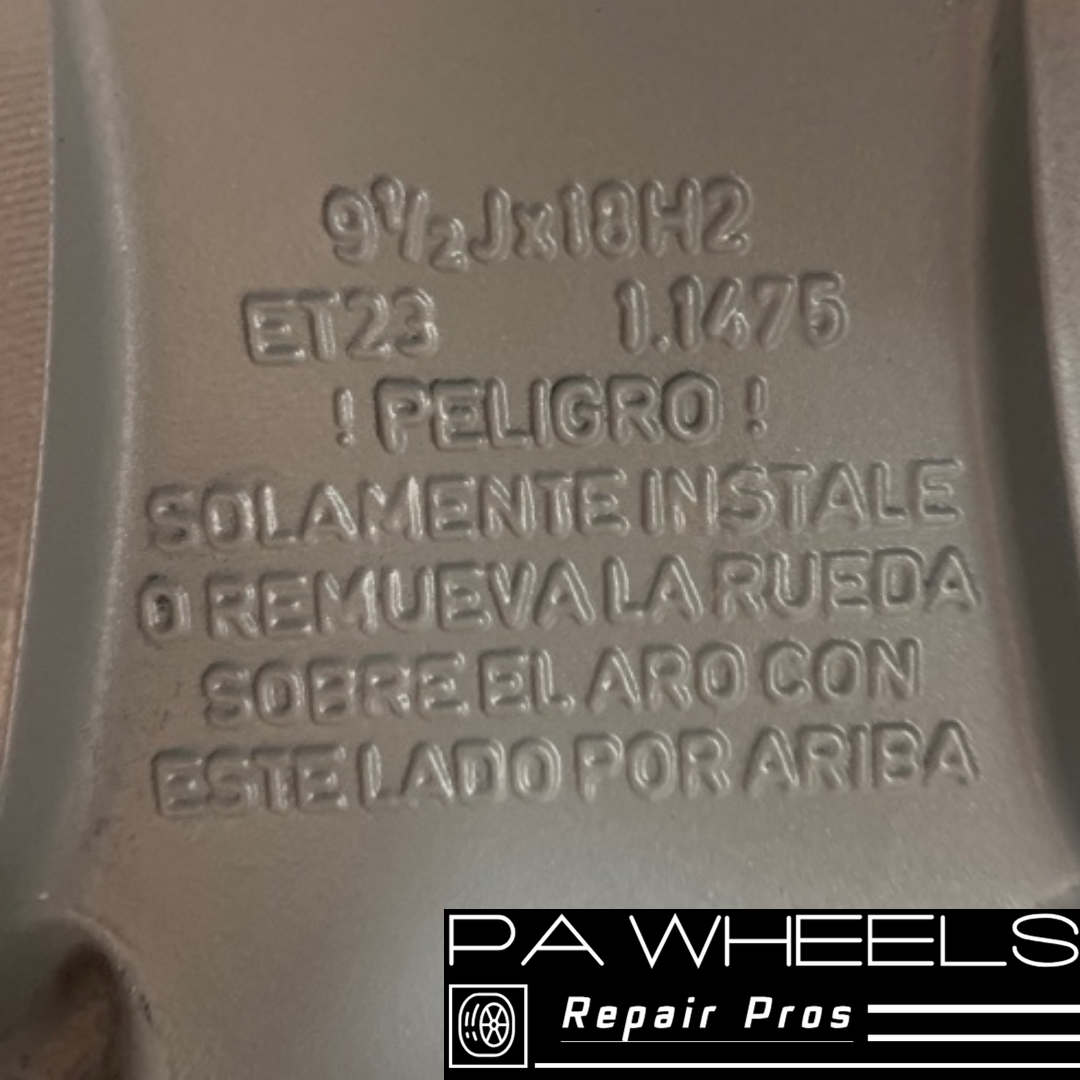 9½Jx18H2
ET23 1.1475
! PELIGRO !
SOLAMENTE INSTALE
O REMUEVA LA RUEDA
SOBRE EL ARO CON
ESTE LADO POR ARIBA
PA WHEELS
Repair Pros